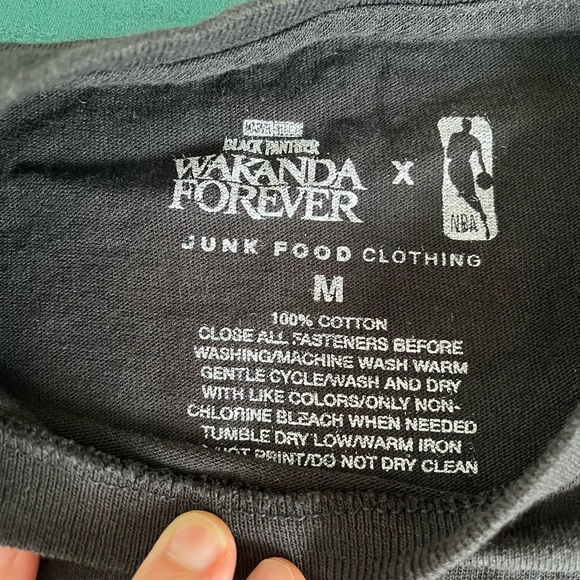 MARVEL STUDIOS
BLACK PANTHER
WAKANDA
FOREVER
X
NBA
JUNK FOOD CLOTHING
M
100% COTTON
CLOSE ALL FASTENERS BEFORE
WASHING/MACHINE WASH WARM
GENTLE CYCLE/WASH AND DRY
WITH LIKE COLORS/ONLY NON-
CHLORINE BLEACH WHEN NEEDED
TUMBLE DRY LOW/WARM IRON
PRINT/DO NOT DRY CLEAN